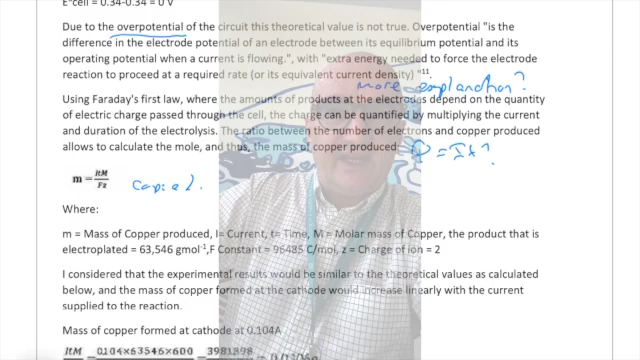 E°cell = 0.34-0.34 = 0 V
Due to the overpotential of the circuit this theoretical value is not true. Overpotential "is
the difference in the electrode potential of an electrode between its equilibrium potential and its
operating potential when a current is flowing.", with "extra energy needed to force the electrode
reaction to proceed at a required rate (or its equivalent current density) "11.
more explanation?
Using Faraday's first law, where the amounts of products at the electrodes depend on the quantity
of electric charge passed through the cell, the charge can be quantified by multiplying the current
and duration of the electrolysis. The ratio between the number of electrons and copper produced
allows to calculate the mole, and thus, the mass of copper produced.
Q = It?
m = ItM/Fz
capital.
Where:
m = Mass of Copper produced, I= Current, t= Time, M = Molar mass of Copper, the product that is
electroplated = 63,546 gmol-1, F Constant = 96485 C/mol, z = Charge of ion = 2
I considered that the experimental results would be similar to the theoretical values as calculated
below, and the mass of copper formed at the cathode would increase linearly with the current
supplied to the reaction.
Mass of copper formed at cathode at 0.104A
ItM 0.104×63546×600